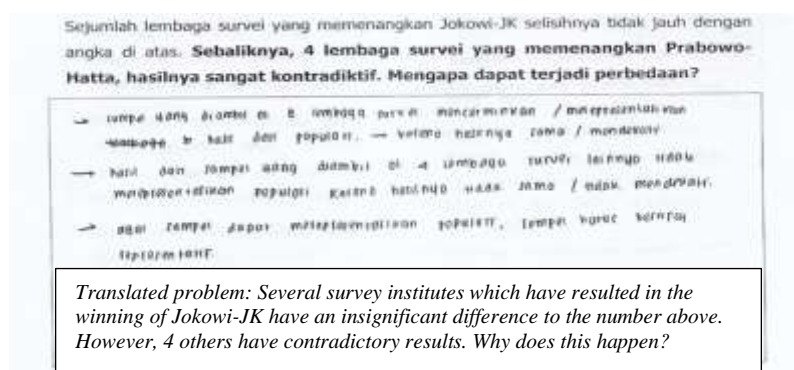 Sejumlah lembaga survei yang memenangkan Jokowi-JK selisihnya tidak jauh dengan
angka di atas. Sebaliknya, 4 lembaga survei yang memenangkan Prabowo-
Hatta, hasilnya sangat kontradiktif. Mengapa dapat terjadi perbedaan?
yang diambil 8 lembaga survei mencerminkan /
hasil dari populasi. → hasilnya sama / mendekati
→ hasil dari sampel yang diambil di 4 lembaga survei lainnya tidak
populasi karena hasilnya tidak sama / tidak mendekati.
→ agar sampel dapat merepresentasikan populasi, sampel harus bersifat
representatif.
Translated problem: Several survey institutes which have resulted in the
winning of Jokowi-JK have an insignificant difference to the number above.
However, 4 others have contradictory results. Why does this happen?